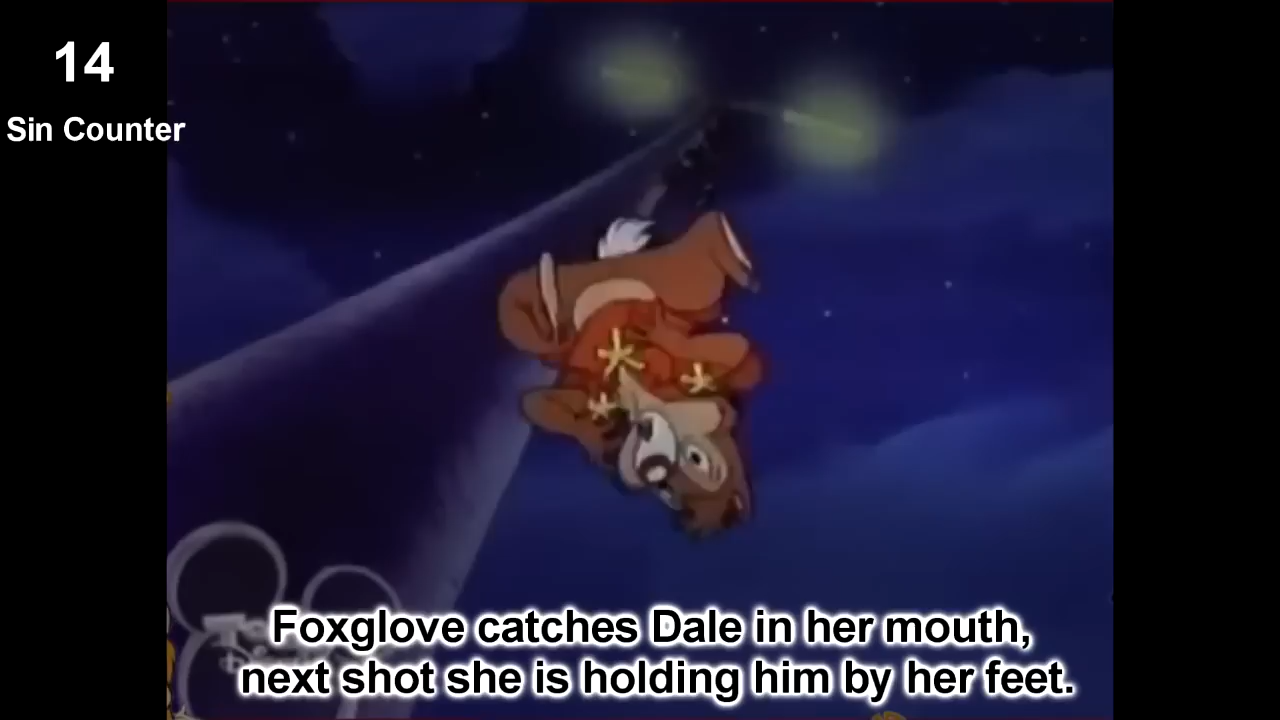 14
Sin Counter
Foxglove catches Dale in her mouth,
next shot she is holding him by her feet.